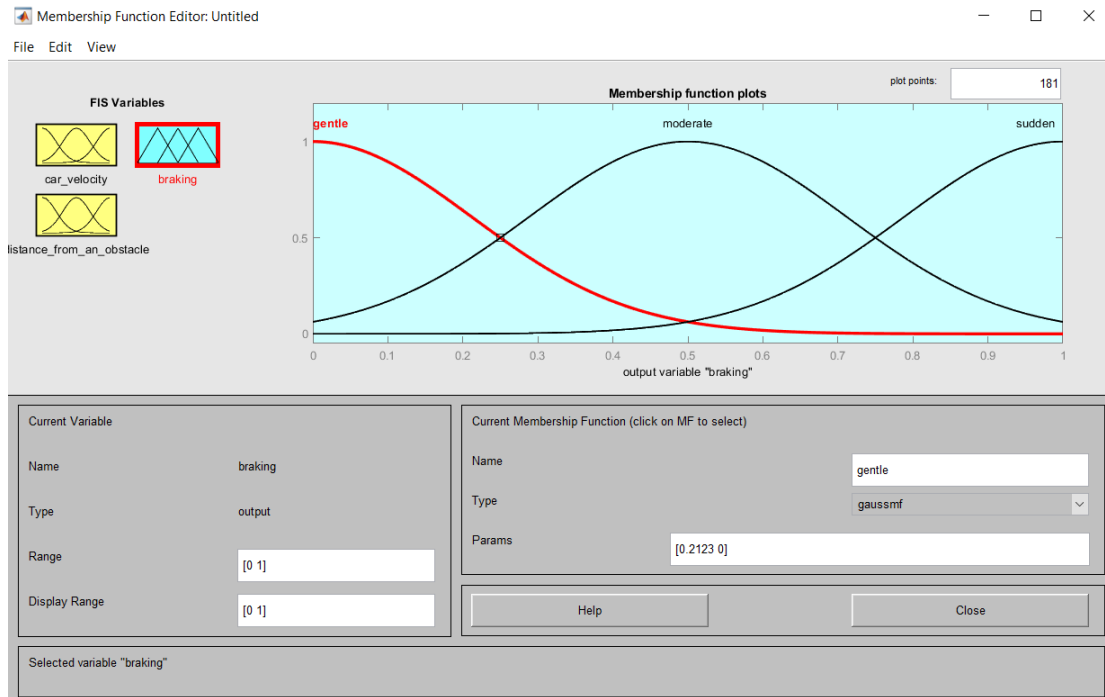 Membership Function Editor: Untitled
File Edit View
FIS Variables
car_velocity
braking
distance_from_an_obstacle
plot points:
181
Membership function plots
gentle
moderate
sudden
1
0.5
0
0 0.1 0.2 0.3 0.4 0.5 0.6 0.7 0.8 0.9 1
output variable "braking"
Current Variable
Name braking
Type output
Range [0 1]
Display Range [0 1]
Current Membership Function (click on MF to select)
Name gentle
Type gaussmf
Params [0.2123 0]
Help
Close
Selected variable "braking"